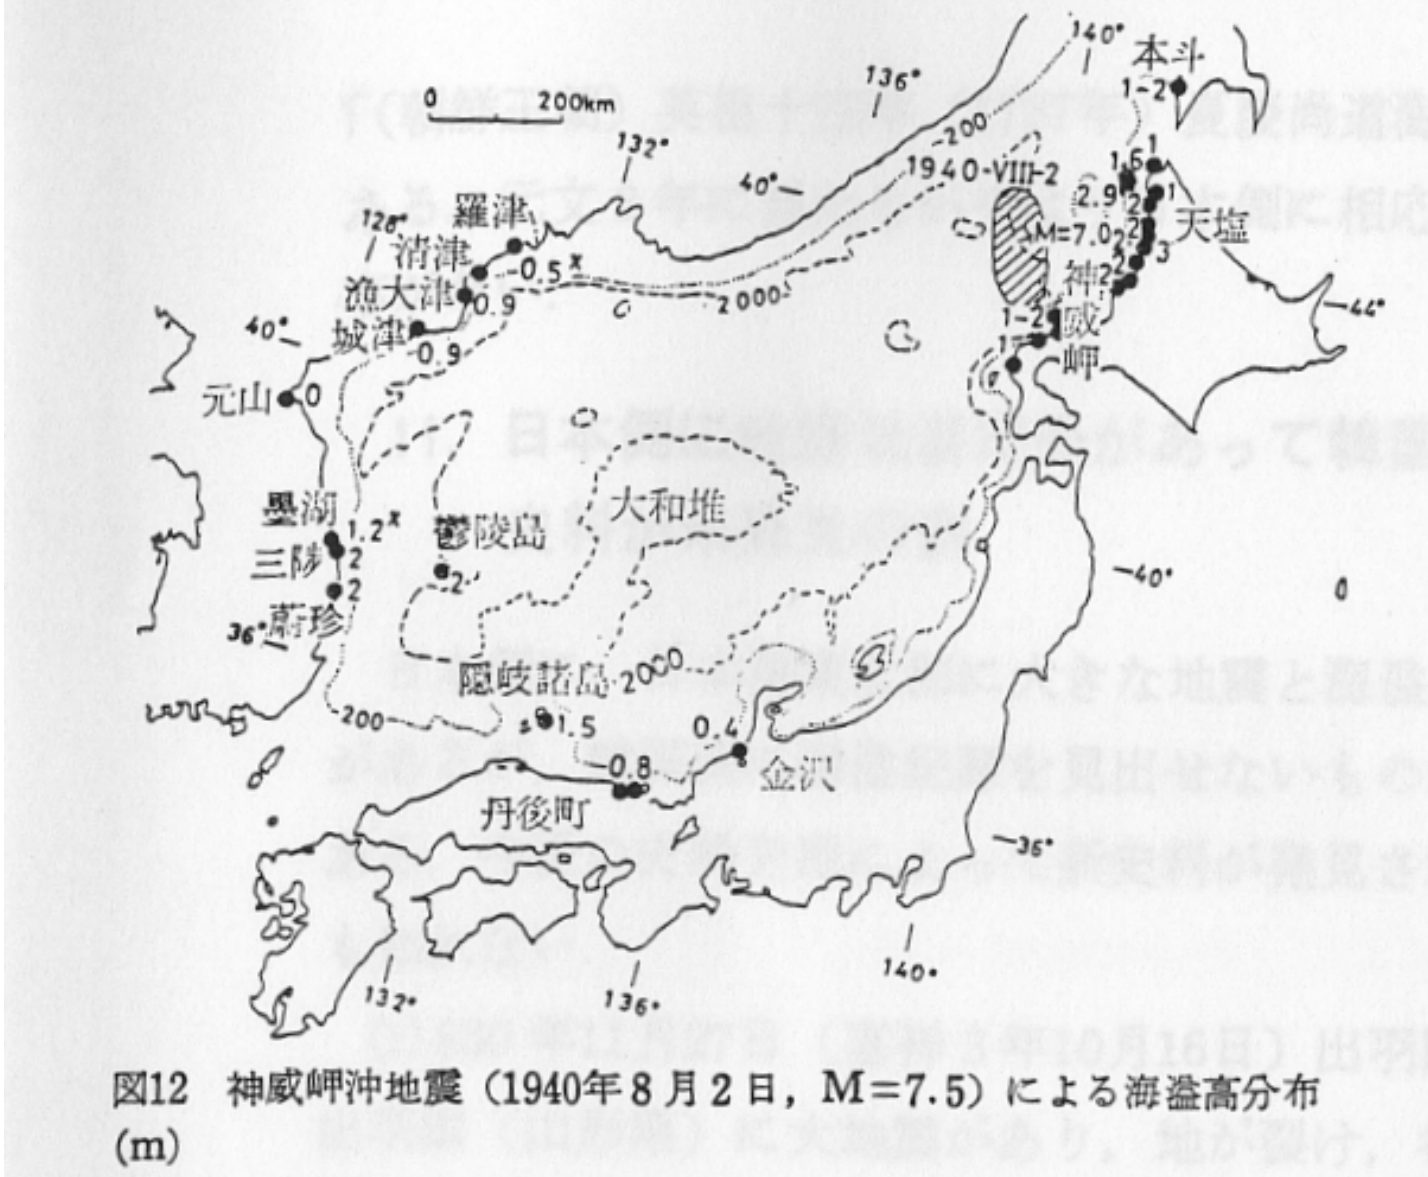 140°
本斗
1-2
136°
0 200km
200
132°
1940-VIII-2
1.6
1
40°
2.9
2
1
羅津
128°
M=7.0
2
2
天塩
清津
-0.5x
3
神
2
2
漁大津
0.9
2000
1-2
威
44°
40°
城津
0.9
1
岬
元山
0
大和堆
墨湖
1.2x
鬱陵島
三陟
2
2
40°
2
蔚珍
36°
隠岐諸島
2000
200
1.5
0.4
0.8
金沢
丹後町
36°
132°
136°
140°
図12 神威岬沖地震（1940年8月2日，M=7.5）による海溢高分布
(m)